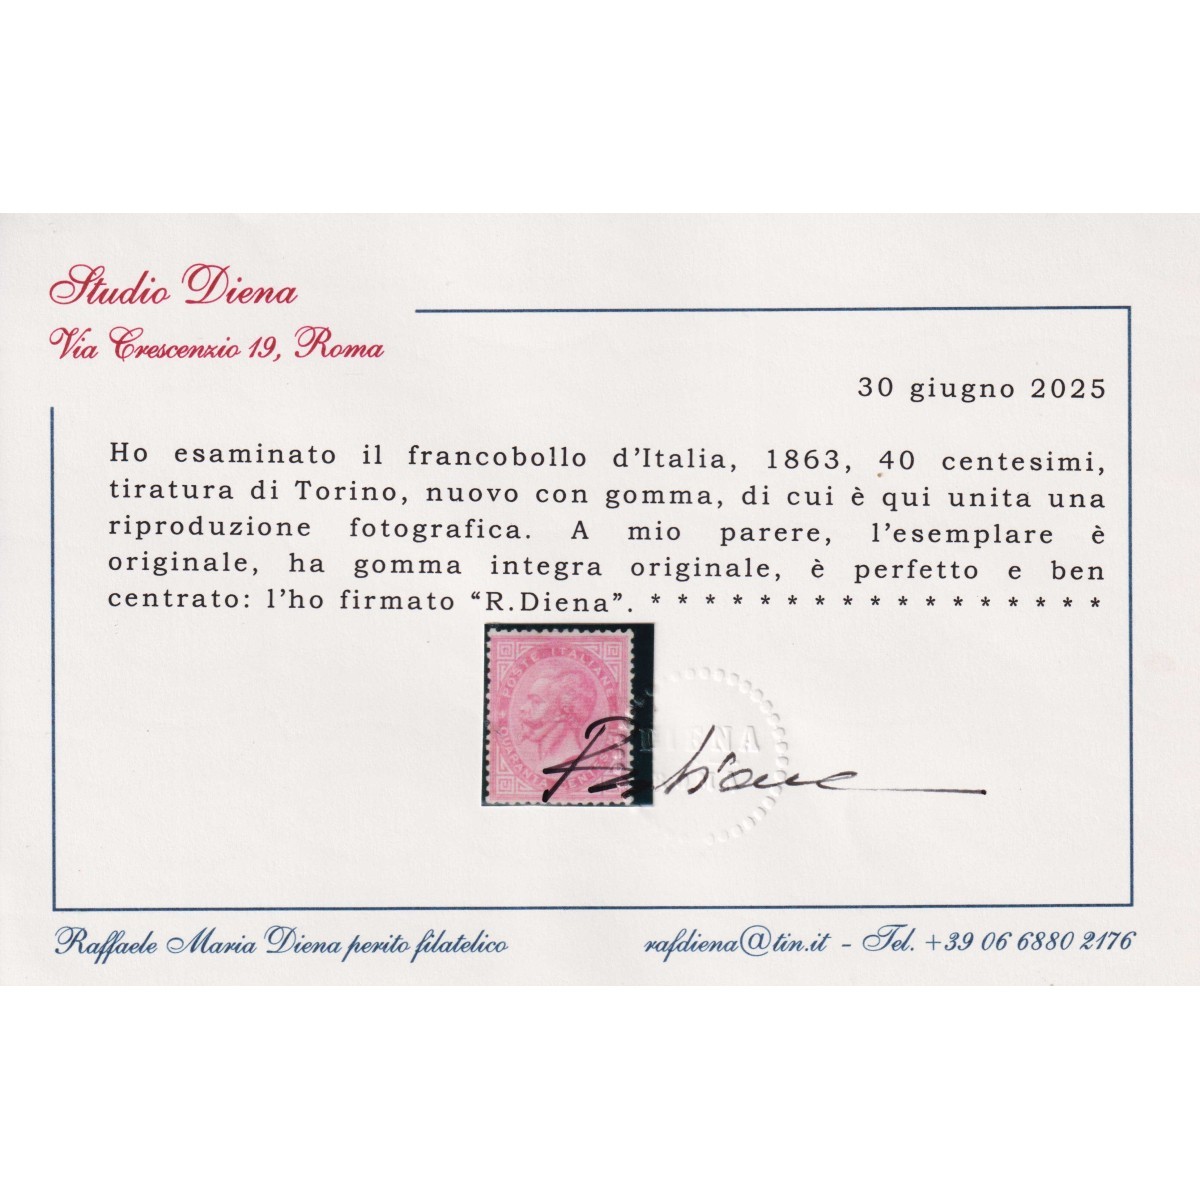 Studio Diena
Via Crescenzio 19, Roma
30 giugno 2025
Ho esaminato il francobollo d'Italia, 1863, 40 centesimi,
tiratura di Torino, nuovo con gomma, di cui è qui unita una
riproduzione fotografica. A mio parere, l'esemplare è
originale, ha gomma integra originale, è perfetto e ben
centrato: l'ho firmato “R.Diena”. * * * * * * * * * * * * * * * * *
POSTE ITALIANE
QUARANTA
Raffaele Maria Diena perito filatelico
rafdiena@tin.it - Tel. +39 06 6880 2176